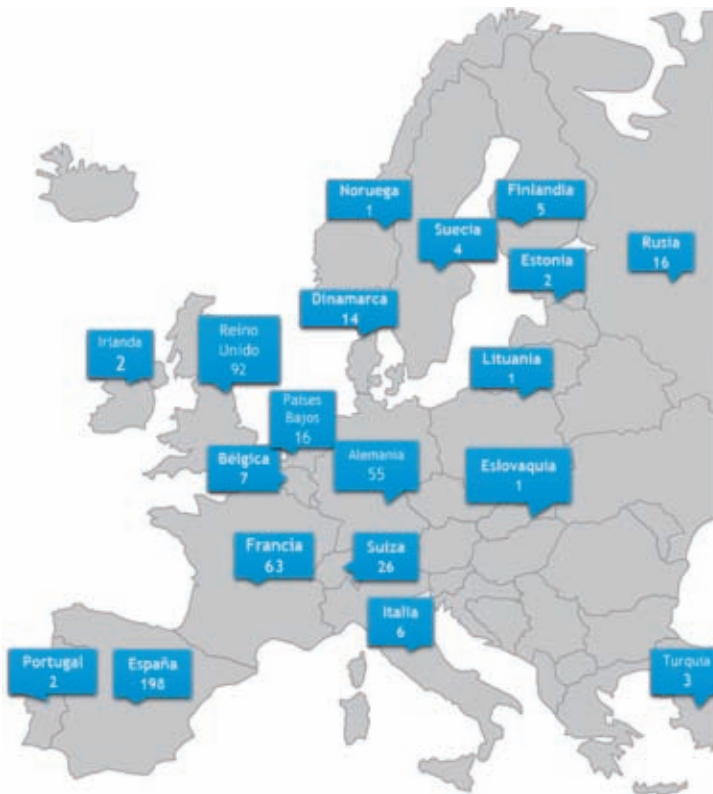 Noruega
1
Finlandia
5
Suecia
4
Rusia
16
Estonia
2
Dinamarca
14
Irlanda
2
Reino
Unido
92
Lituania
1
Países
Bajos
16
Bélgica
7
Alemania
55
Eslovaquia
1
Francia
63
Suiza
26
Italia
6
Portugal
2
España
198
Turquía
3